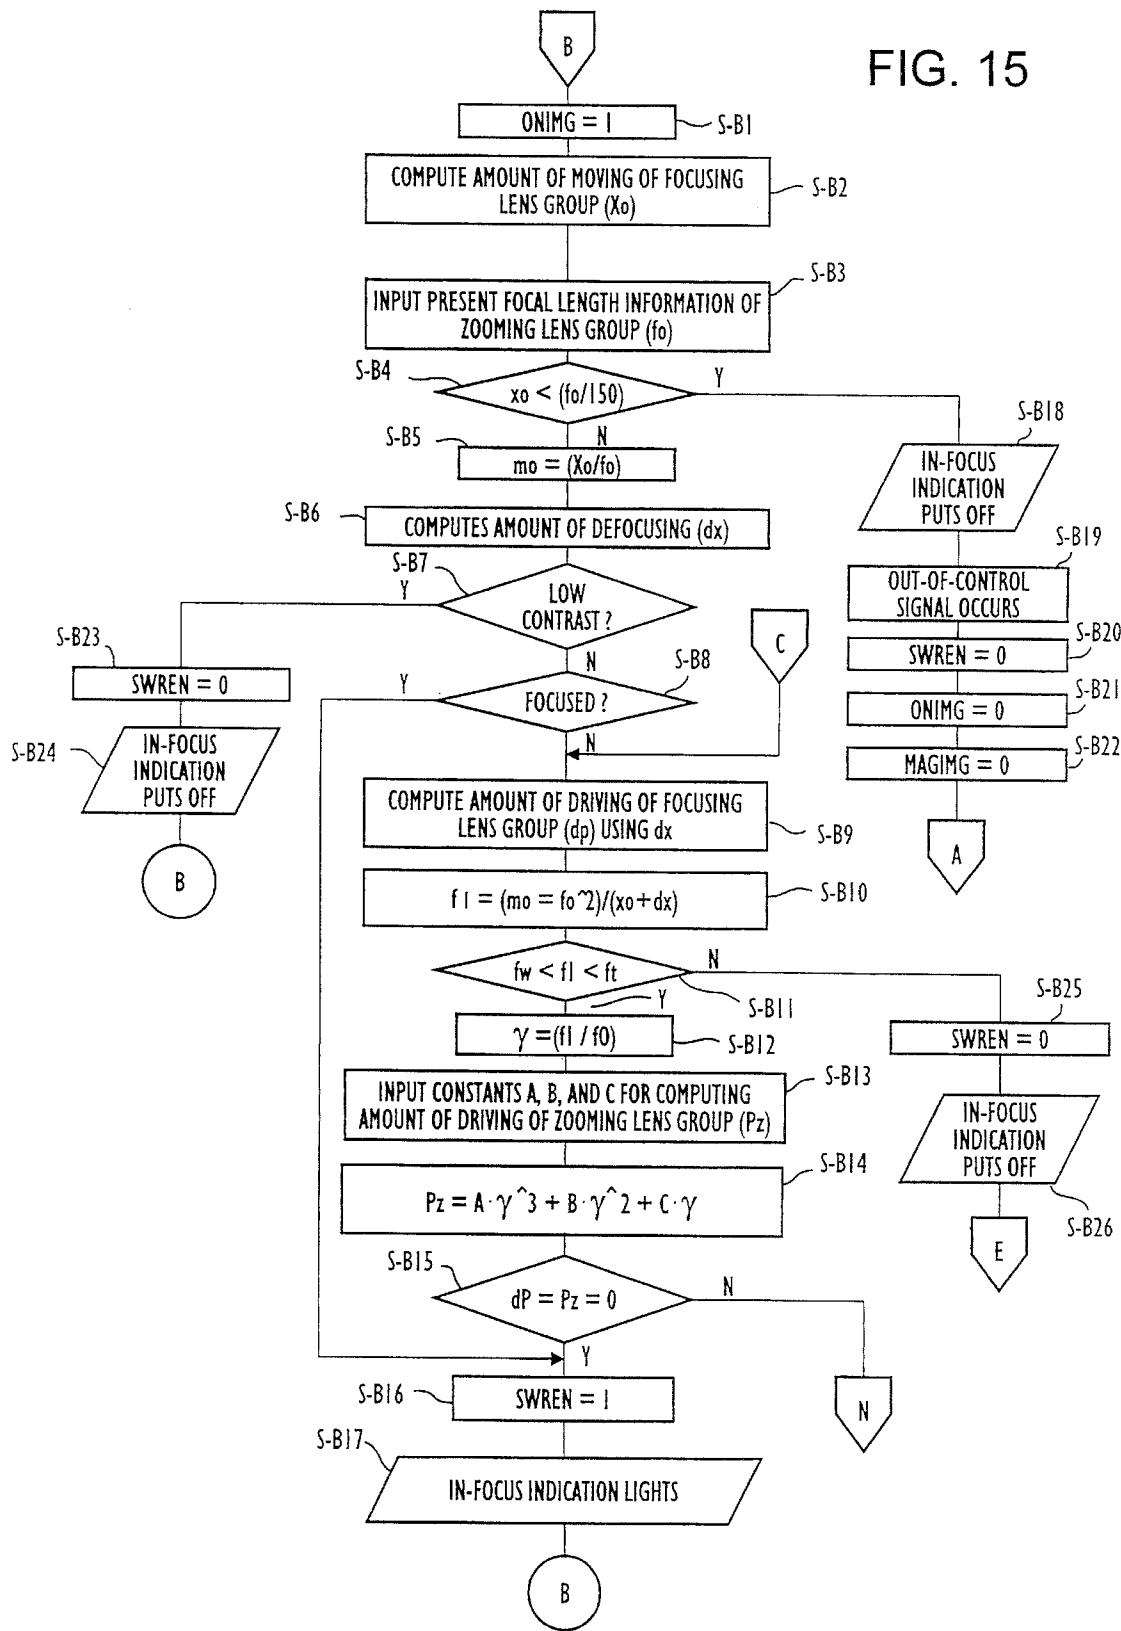 B
FIG. 15
ONIMG = 1
S-B1
COMPUTE AMOUNT OF MOVING OF FOCUSING
LENS GROUP (Xo)
S-B2
S-B3
INPUT PRESENT FOCAL LENGTH INFORMATION OF
ZOOMING LENS GROUP (fo)
S-B4
xo < (fo/150)
Y
N
S-B5
mo = (Xo/fo)
S-B18
IN-FOCUS
INDICATION
PUTS OFF
S-B6
COMPUTES AMOUNT OF DEFOCUSING (dx)
S-B19
OUT-OF-CONTROL
SIGNAL OCCURS
S-B7
Y
LOW
CONTRAST ?
N
C
S-B20
SWREN = 0
S-B23
SWREN = 0
S-B8
Y
FOCUSED ?
N
S-B21
ONIMG = 0
S-B24
IN-FOCUS
INDICATION
PUTS OFF
S-B22
MAGIMG = 0
COMPUTE AMOUNT OF DRIVING OF FOCUSING
LENS GROUP (dp) USING dx
S-B9
A
B
f1 = (mo = fo^2)/(xo+dx)
S-B10
fw < f1 < ft
N
S-B11
Y
S-B25
SWREN = 0
γ =(f1 / f0)
S-B12
S-B13
INPUT CONSTANTS A, B, AND C FOR COMPUTING
AMOUNT OF DRIVING OF ZOOMING LENS GROUP (Pz)
IN-FOCUS
INDICATION
PUTS OFF
S-B14
Pz = A·γ^3 + B·γ^2 + C·γ
S-B26
E
S-B15
dP = Pz = 0
N
Y
S-B16
SWREN = 1
N
S-B17
IN-FOCUS INDICATION LIGHTS
B